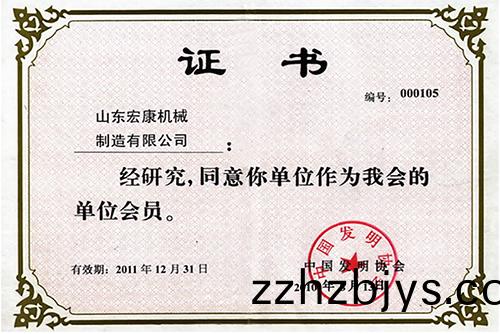 证 书
编号: 000105
山东宏康机械
制造有限公司 :
经研究,同意你单位作为我会的
单位会员。
中国发明协会
有效期: 2011 年 12 月 31 日
中国发明协会
zzhzbjys.com